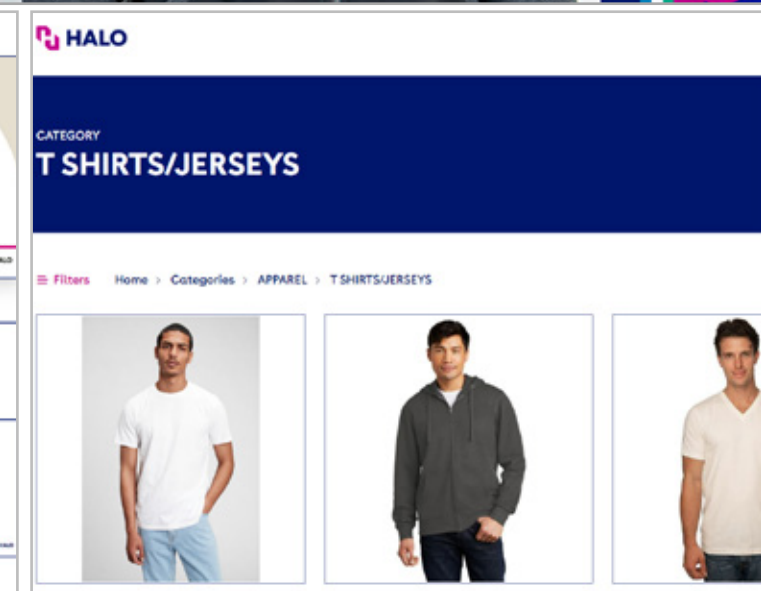 HALO
CATEGORY
T SHIRTS/JERSEYS
Filters Home > Categories > APPAREL > T SHIRTS/JERSEYS